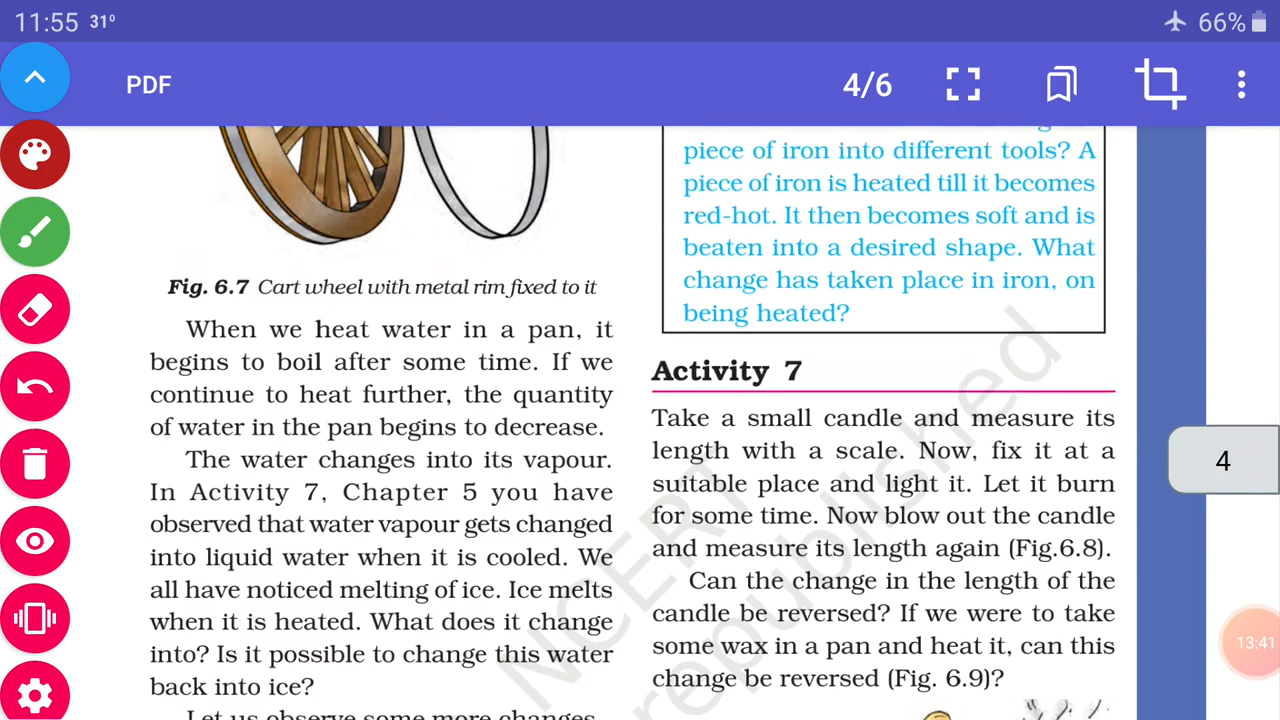 11:55 31°
66%
PDF
4/6
Fig. 6.7 Cart wheel with metal rim fixed to it
When we heat water in a pan, it
begins to boil after some time. If we
continue to heat further, the quantity
of water in the pan begins to decrease.
The water changes into its vapour.
In Activity 7, Chapter 5 you have
observed that water vapour gets changed
into liquid water when it is cooled. We
all have noticed melting of ice. Ice melts
when it is heated. What does it change
into? Is it possible to change this water
back into ice?
Let us observe some more changes.
piece of iron into different tools? A
piece of iron is heated till it becomes
red-hot. It then becomes soft and is
beaten into a desired shape. What
change has taken place in iron, on
being heated?
Activity 7
Take a small candle and measure its
length with a scale. Now, fix it at a
suitable place and light it. Let it burn
for some time. Now blow out the candle
and measure its length again (Fig.6.8).
Can the change in the length of the
candle be reversed? If we were to take
some wax in a pan and heat it, can this
change be reversed (Fig. 6.9)?
NCERT
republished
4
13:41